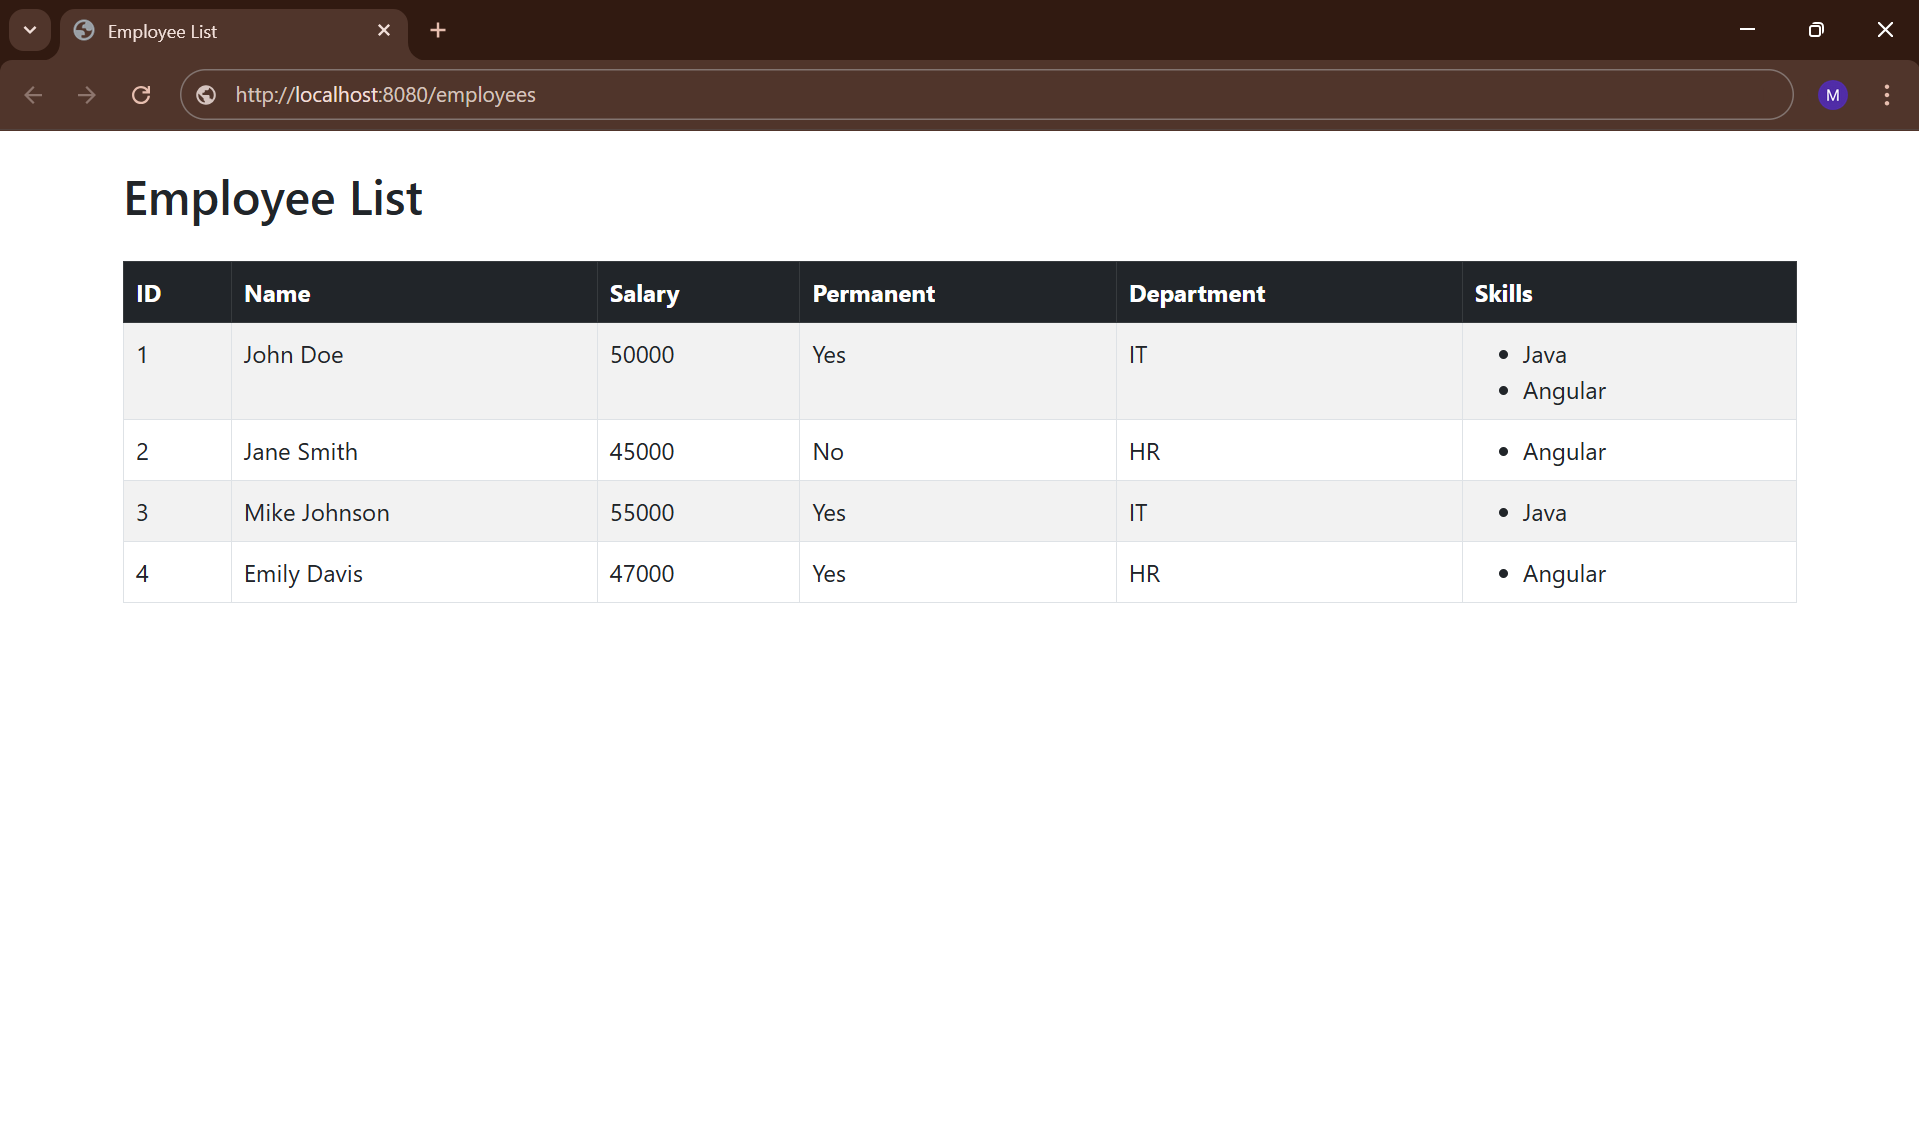 Employee List
http://localhost:8080/employees
M
Employee List
ID Name Salary Permanent Department Skills
1 John Doe 50000 Yes IT • Java
• Angular
2 Jane Smith 45000 No HR • Angular
3 Mike Johnson 55000 Yes IT • Java
4 Emily Davis 47000 Yes HR • Angular